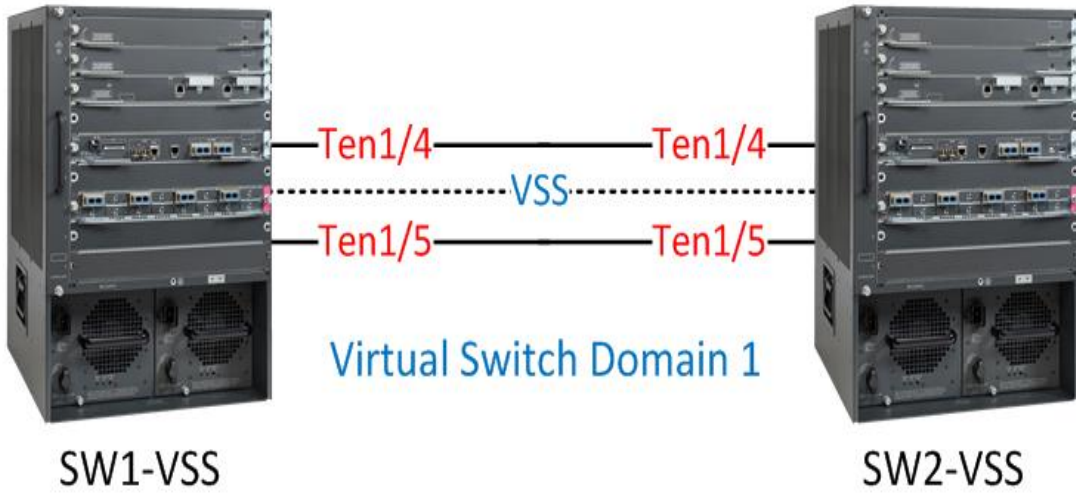 Ten1/4 Ten1/4
VSS
Ten1/5 Ten1/5
Virtual Switch Domain 1
SW1-VSS SW2-VSS